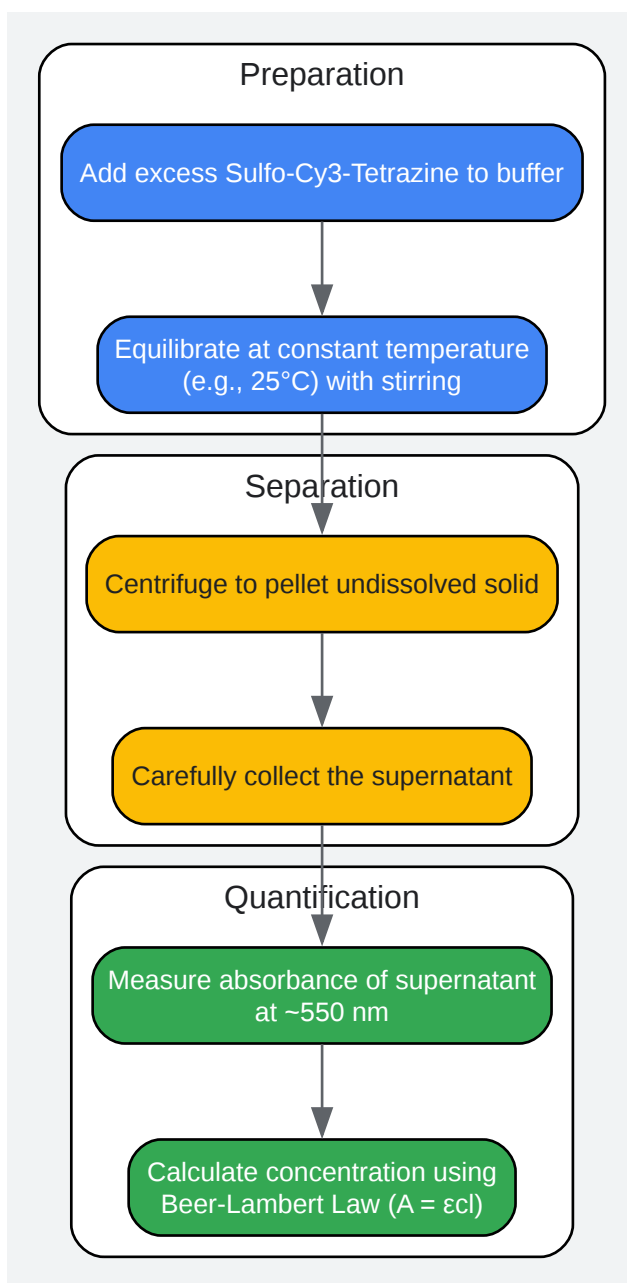 Preparation
Add excess Sulfo-Cy3-Tetrazine to buffer
Equilibrate at constant temperature
(e.g., 25°C) with stirring
Separation
Centrifuge to pellet undissolved solid
Carefully collect the supernatant
Quantification
Measure absorbance of supernatant
at ~550 nm
Calculate concentration using
Beer-Lambert Law (A = εcl)